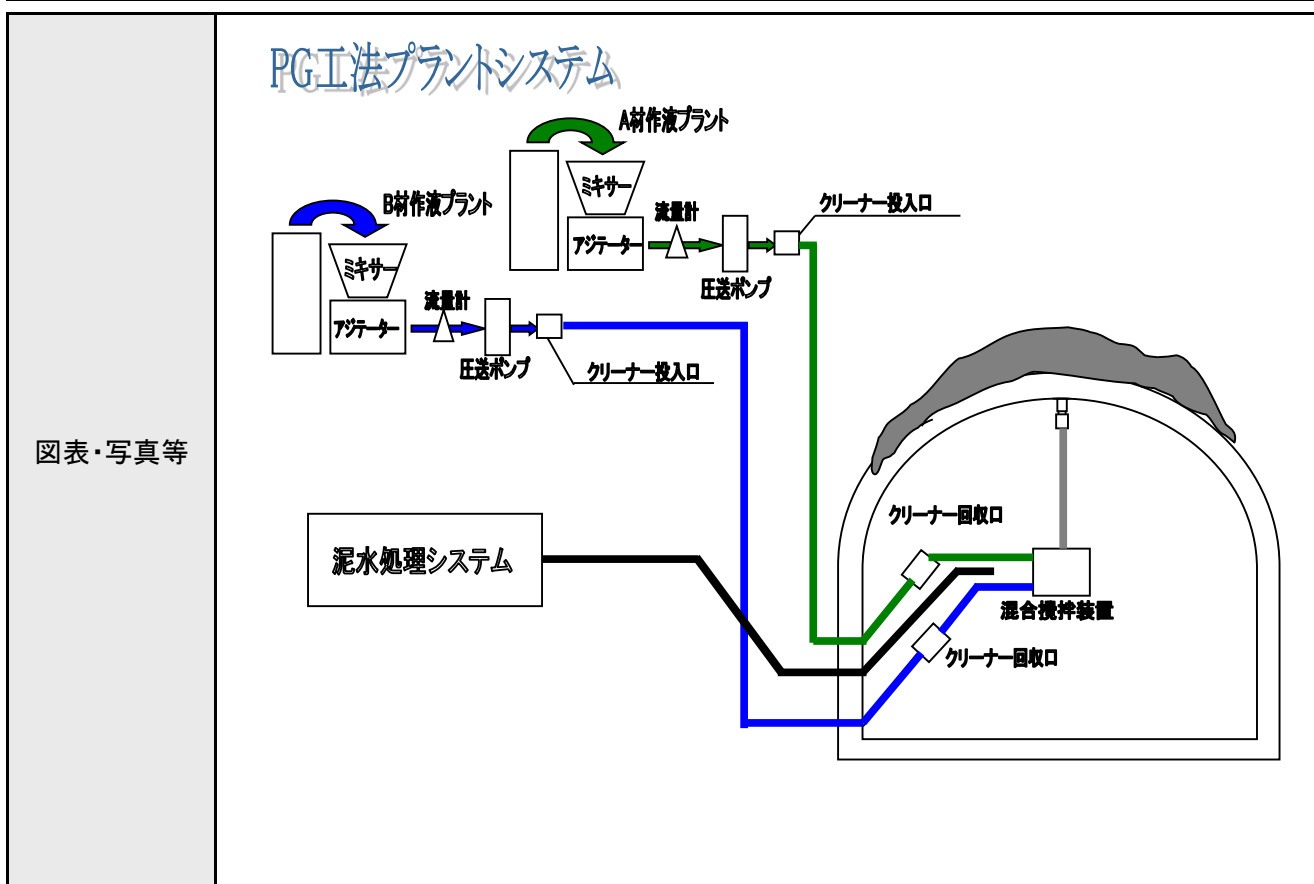 図表・写真等
PG工法プラントシステム
A材作液プラント
ミキサー
アジテーター
流量計
圧送ポンプ
クリーナー投入口
B材作液プラント
ミキサー
アジテーター
流量計
圧送ポンプ
クリーナー投入口
泥水処理システム
クリーナー回収口
混合攪拌装置
クリーナー回収口